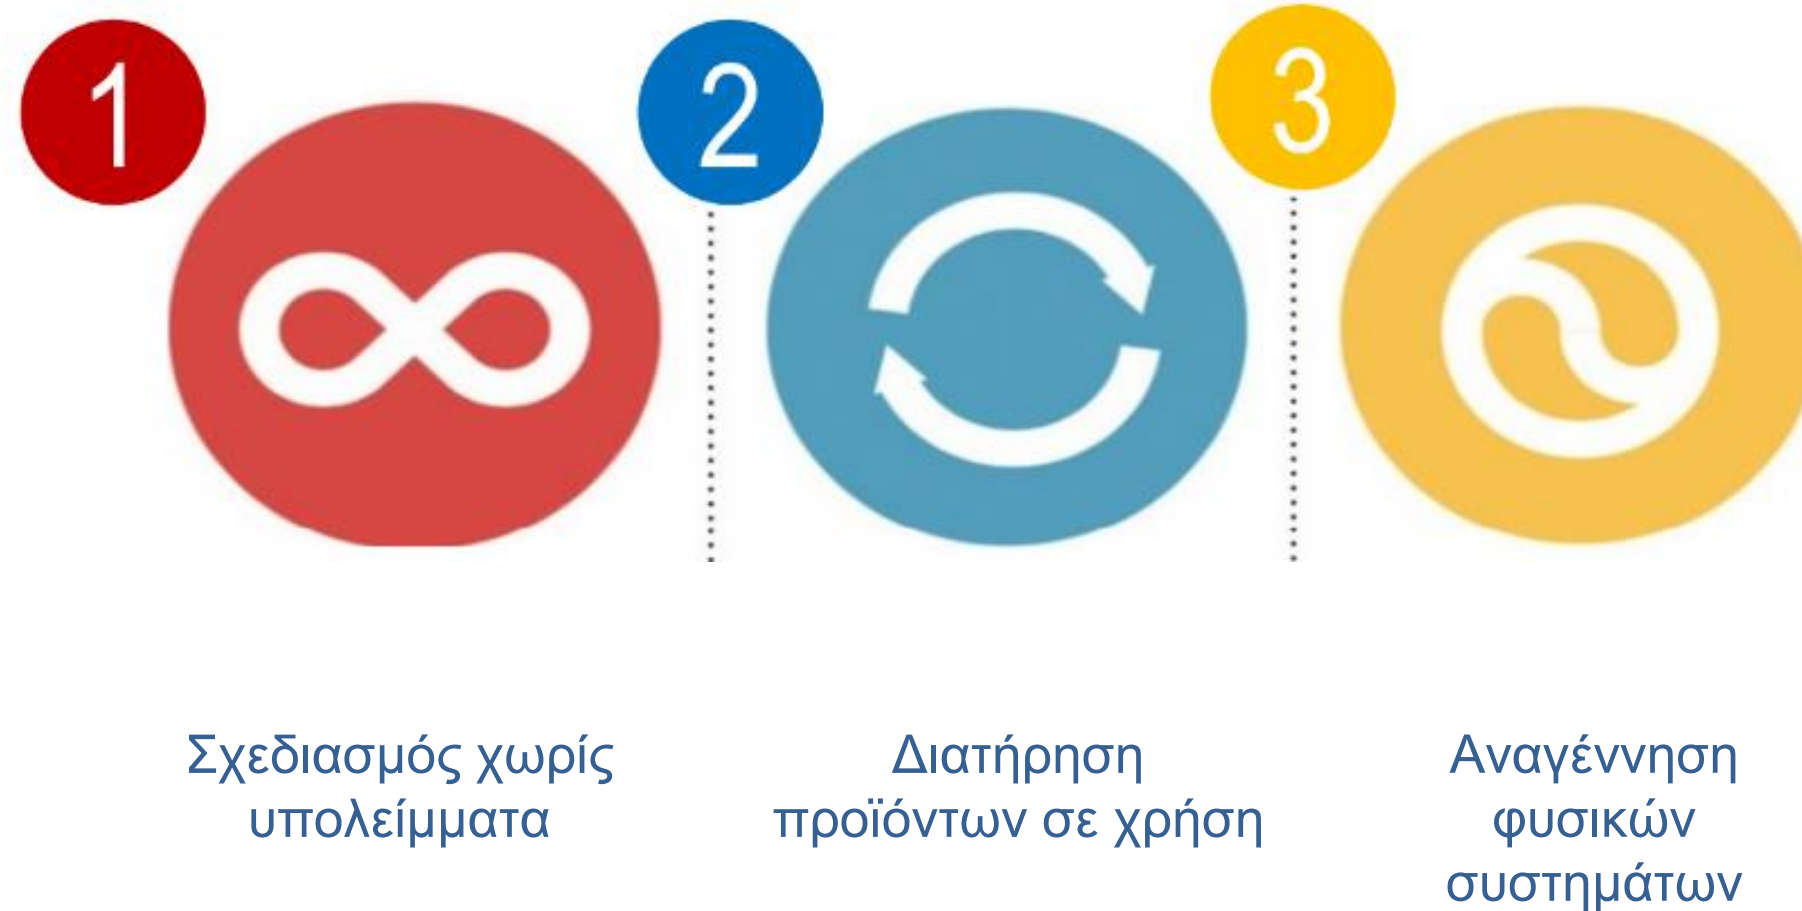 1
2
3
Σχεδιασμός χωρίς
υπολείμματα
Διατήρηση
προϊόντων σε χρήση
Αναγέννηση
φυσικών
συστημάτων